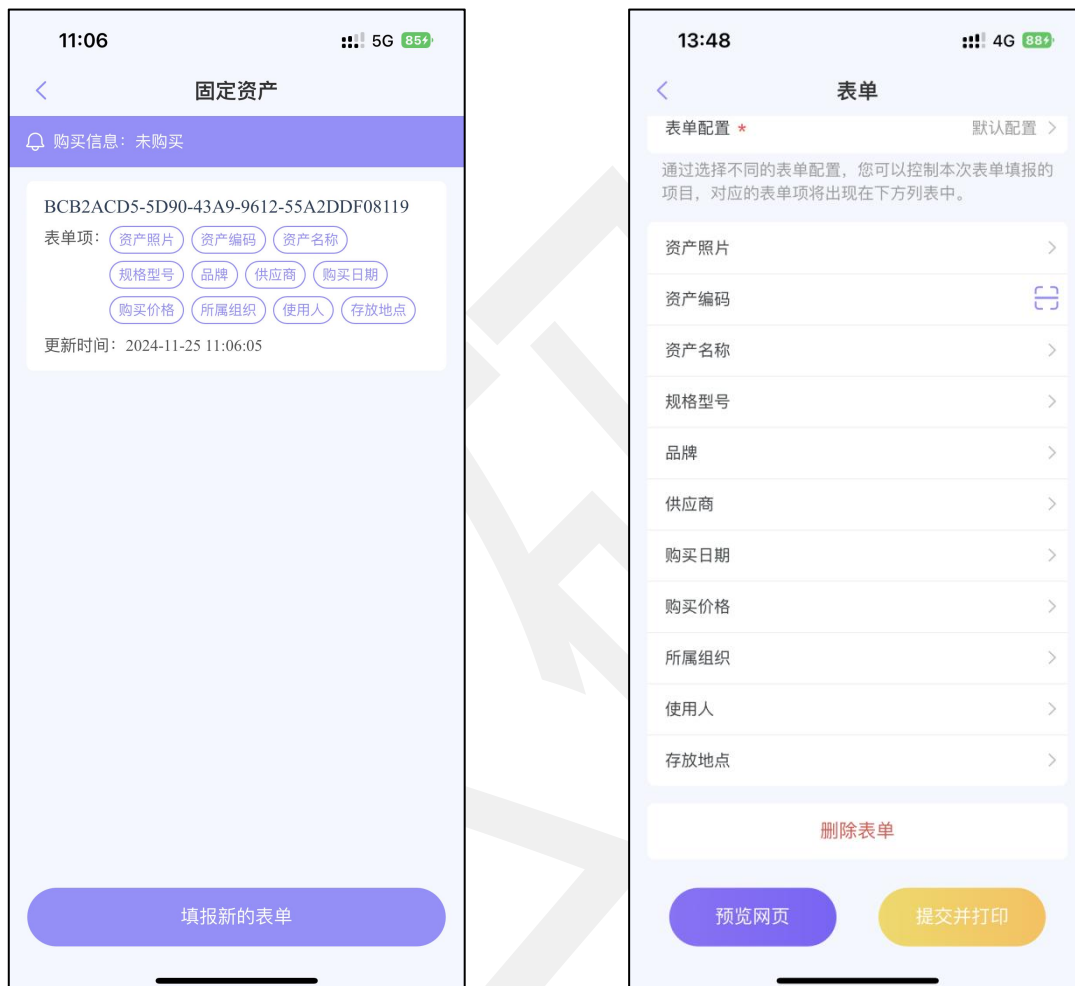 11:06
5G 85
固定资产
购买信息：未购买
BCB2ACD5-5D90-43A9-9612-55A2DDF08119
表单项： 资产照片 资产编码 资产名称
规格型号 品牌 供应商 购买日期
购买价格 所属组织 使用人 存放地点
更新时间：2024-11-25 11:06:05
填报新的表单
13:48
4G 88
表单
表单配置 * 默认配置
通过选择不同的表单配置，您可以控制本次表单填报的
项目，对应的表单项将出现在下方列表中。
资产照片
资产编码
资产名称
规格型号
品牌
供应商
购买日期
购买价格
所属组织
使用人
存放地点
删除表单
预览网页 提交并打印